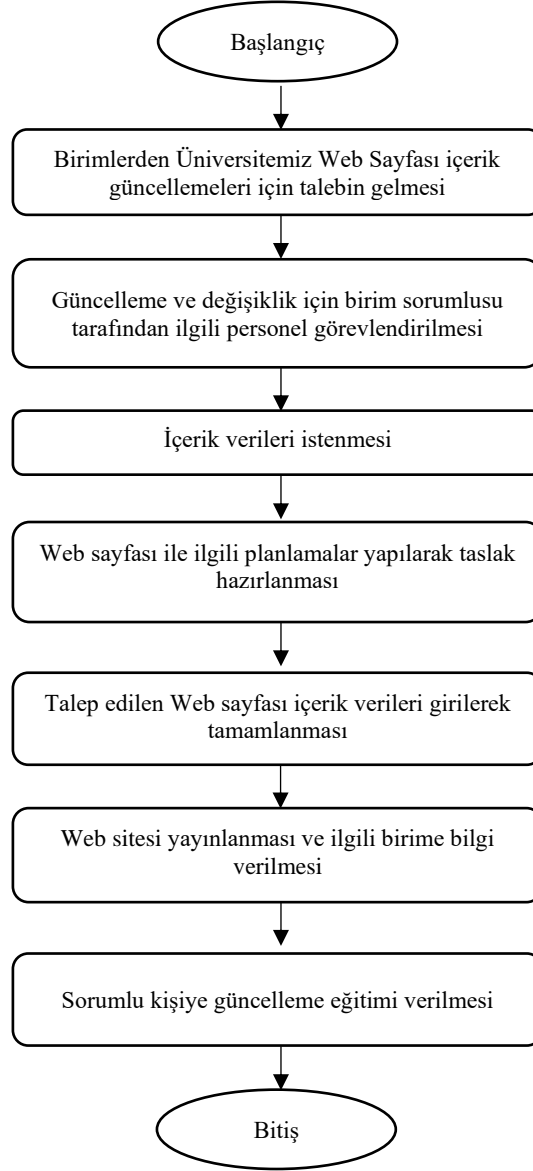 Başlangıç
Birimlerden Üniversitemiz Web Sayfası içerik
güncellemeleri için talebin gelmesi
Güncelleme ve değişiklik için birim sorumlusu
tarafından ilgili personel görevlendirilmesi
İçerik verileri istenmesi
Web sayfası ile ilgili planlamalar yapılarak taslak
hazırlanması
Talep edilen Web sayfası içerik verileri girilerek
tamamlanması
Web sitesi yayınlanması ve ilgili birime bilgi
verilmesi
Sorumlu kişiye güncelleme eğitimi verilmesi
Bitiş